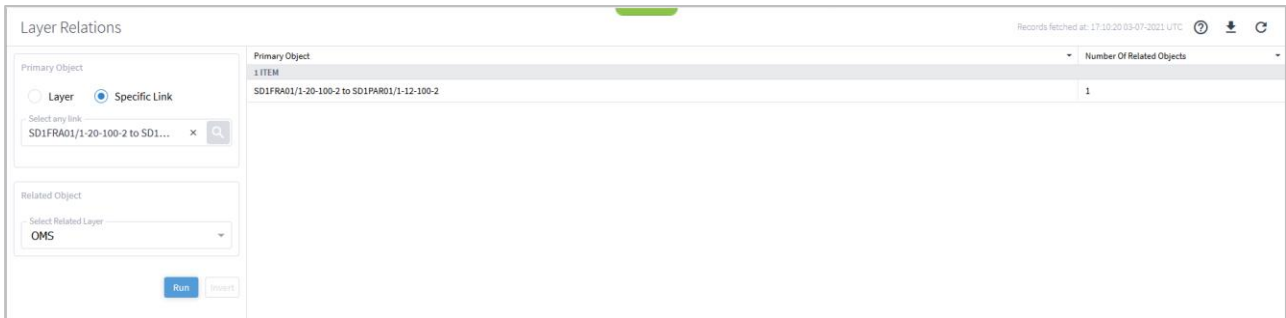 Layer Relations
Records fetched at: 17:10:20 03-07-2021 UTC
Primary Object
Layer
Specific Link
Select any link
SD1FRA01/1-20-100-2 to SD1...
Related Object
Select Related Layer
OMS
Run
Invert
Primary Object
Number Of Related Objects
1 ITEM
SD1FRA01/1-20-100-2 to SD1PAR01/1-12-100-2
1